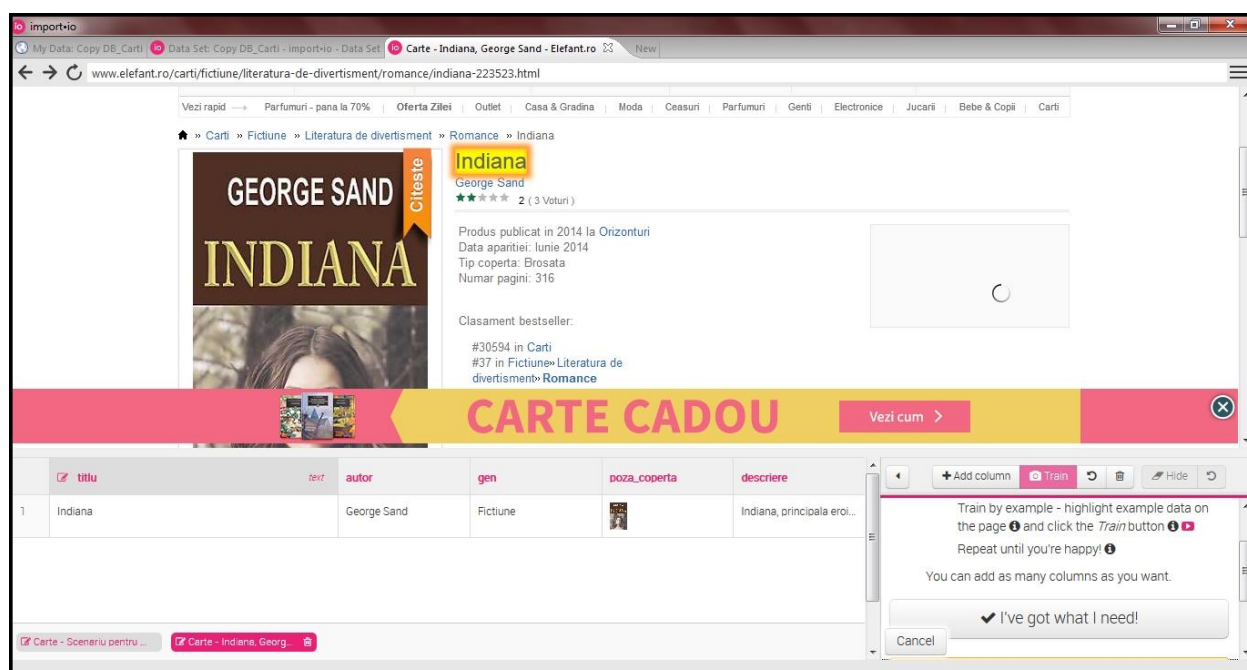 import•io
My Data: Copy DB_Carti
Data Set: Copy DB_Carti - import•io - Data Set
Carte - Indiana, George Sand - Elefant.ro
New
www.elefant.ro/carti/fictiune/literatura-de-divertisment/romance/indiana-223523.html
Vezi rapid → Parfumuri - pana la 70% | Oferta Zilei | Outlet | Casa & Gradina | Moda | Ceasuri | Parfumuri | Genti | Electronice | Jucarii | Bebe & Copii | Carti
» Carti » Fictiune » Literatura de divertisment » Romance » Indiana
GEORGE SAND
INDIANA
Citeste
Indiana
George Sand
2 ( 3 Voturi )
Produs publicat in 2014 la Orizonturi
Data aparitiei: Iunie 2014
Tip coperta: Brosata
Numar pagini: 316
Clasament bestseller:
#30594 in Carti
#37 in Fictiune» Literatura de
divertisment» Romance
CARTE CADOU
Vezi cum >
titlu text autor gen poza_coperta descriere
1 Indiana George Sand Fictiune Indiana, principala eroi...
+ Add column Train Hide
Train by example - highlight example data on
the page and click the Train button
Repeat until you're happy!
You can add as many columns as you want.
✔ I've got what I need!
Cancel
Carte - Scenariu pentru ...
Carte - Indiana, Georg...